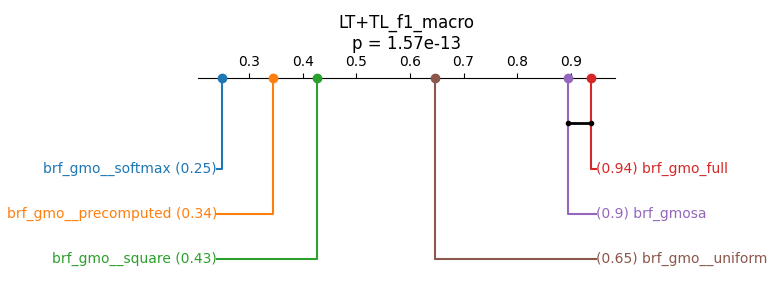 LT+TL_f1_macro
p = 1.57e-13
0.3 0.4 0.5 0.6 0.7 0.8 0.9
brf_gmo__softmax (0.25)
(0.94) brf_gmo_full
brf_gmo__precomputed (0.34)
(0.9) brf_gmosa
brf_gmo__square (0.43)
(0.65) brf_gmo__uniform